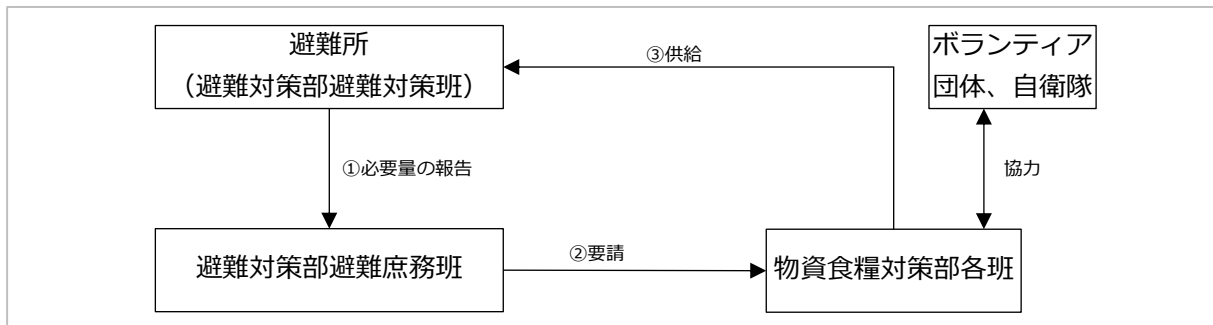 避難所
(避難対策部避難対策班)
③供給
ボランティア
団体、自衛隊
①必要量の報告
協力
避難対策部避難庶務班
②要請
物資食糧対策部各班